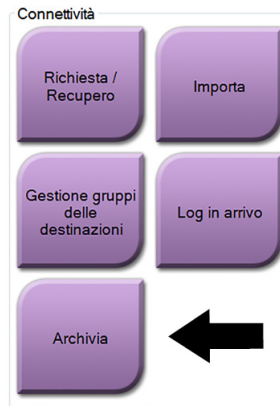 Connettività
Richiesta /
Recupero
Importa
Gestione gruppi
delle
destinazioni
Log in arrivo
Archivia